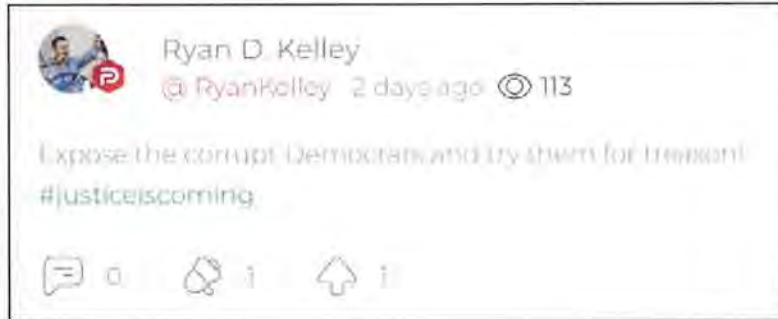 Ryan D. Kelley
@RyanKelley 2 days ago 113
Expose the corrupt Democrats and try them for treason!
#justiceiscoming
0 1 1